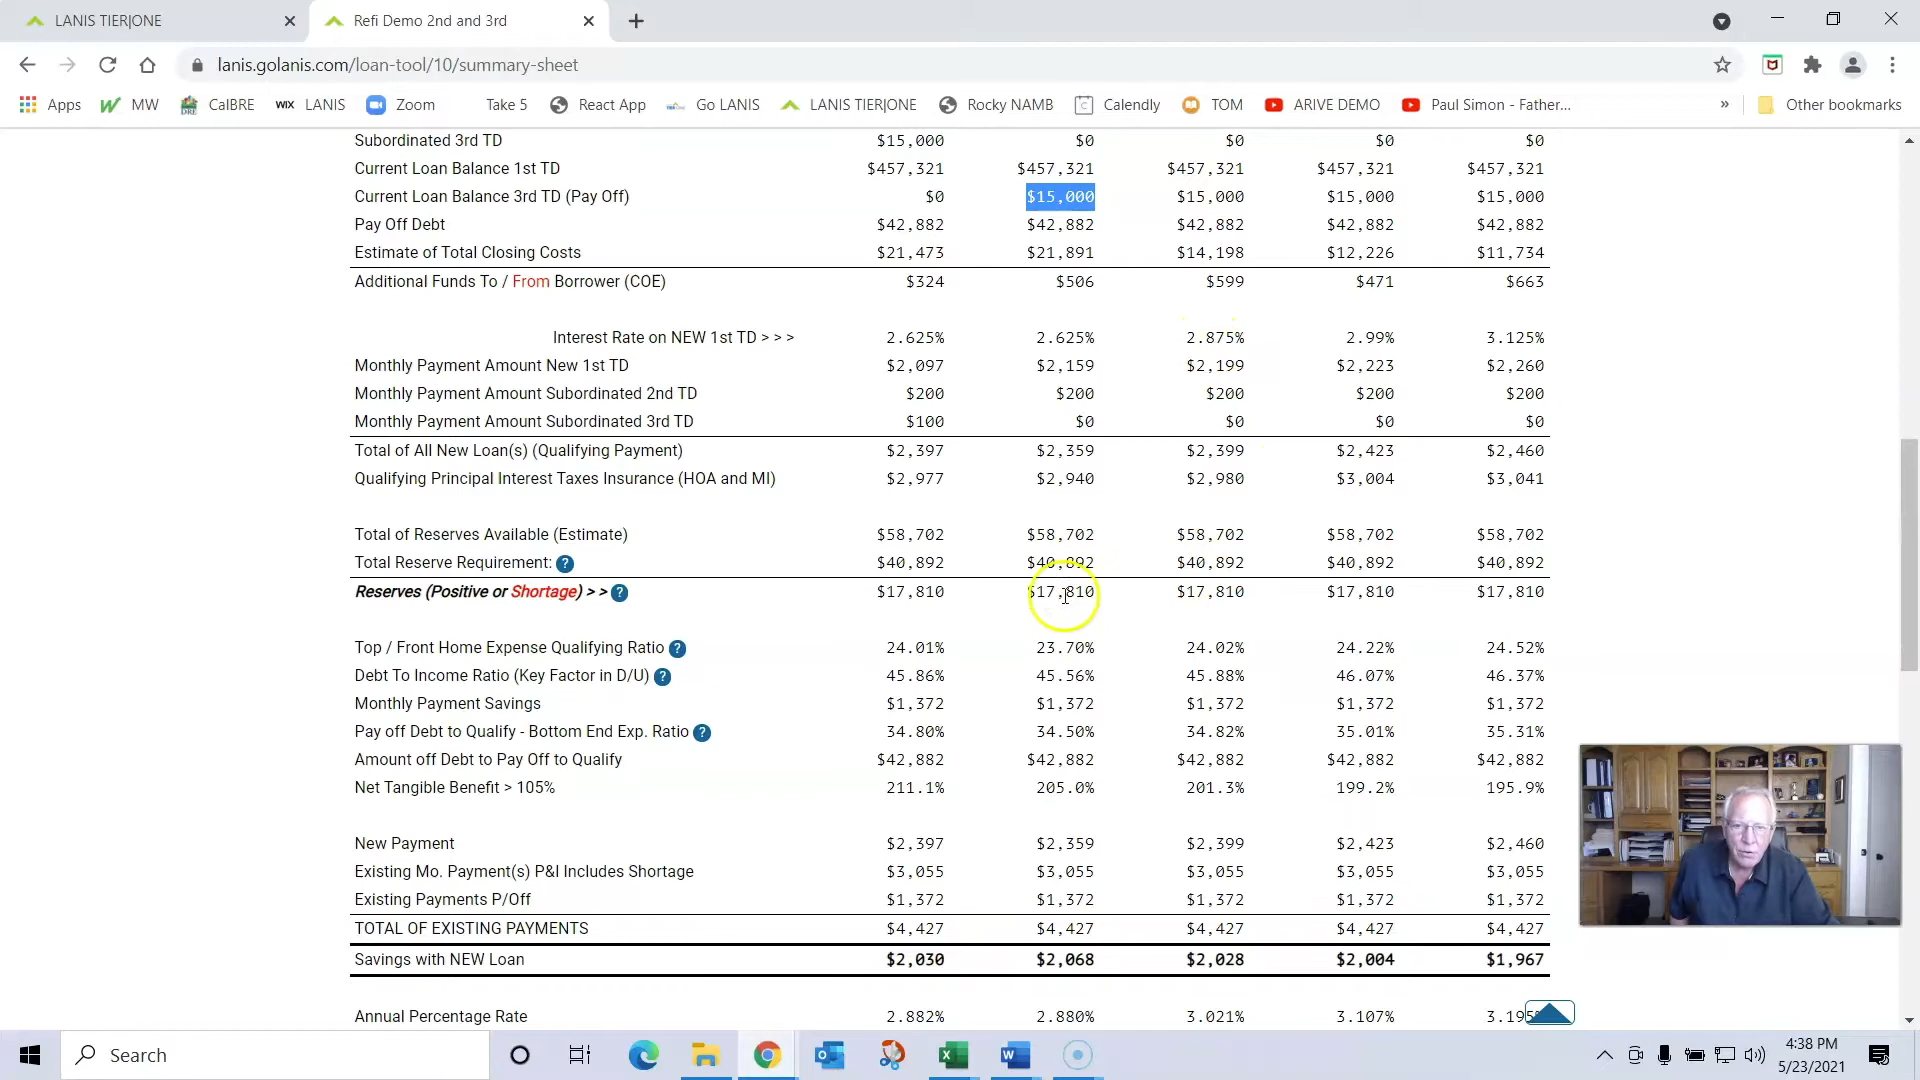 LANIS TIER|ONE
Refi Demo 2nd and 3rd
lanis.golanis.com/loan-tool/10/summary-sheet
Apps MW CalBRE WIX LANIS Zoom Take 5 React App Go LANIS LANIS TIER|ONE Rocky NAMB Calendly TOM ARIVE DEMO Paul Simon - Father... » Other bookmarks
Subordinated 3rd TD $15,000 $0 $0 $0 $0
Current Loan Balance 1st TD $457,321 $457,321 $457,321 $457,321 $457,321
Current Loan Balance 3rd TD (Pay Off) $0 $15,000 $15,000 $15,000 $15,000
Pay Off Debt $42,882 $42,882 $42,882 $42,882 $42,882
Estimate of Total Closing Costs $21,473 $21,891 $14,198 $12,226 $11,734
Additional Funds To / From Borrower (COE) $324 $506 $599 $471 $663
Interest Rate on NEW 1st TD > > > 2.625% 2.625% 2.875% 2.99% 3.125%
Monthly Payment Amount New 1st TD $2,097 $2,159 $2,199 $2,223 $2,260
Monthly Payment Amount Subordinated 2nd TD $200 $200 $200 $200 $200
Monthly Payment Amount Subordinated 3rd TD $100 $0 $0 $0 $0
Total of All New Loan(s) (Qualifying Payment) $2,397 $2,359 $2,399 $2,423 $2,460
Qualifying Principal Interest Taxes Insurance (HOA and MI) $2,977 $2,940 $2,980 $3,004 $3,041
Total of Reserves Available (Estimate) $58,702 $58,702 $58,702 $58,702 $58,702
Total Reserve Requirement: ? $40,892 $40,892 $40,892 $40,892 $40,892
Reserves (Positive or Shortage) > > ? $17,810 $17,810 $17,810 $17,810 $17,810
Top / Front Home Expense Qualifying Ratio ? 24.01% 23.70% 24.02% 24.22% 24.52%
Debt To Income Ratio (Key Factor in D/U) ? 45.86% 45.56% 45.88% 46.07% 46.37%
Monthly Payment Savings $1,372 $1,372 $1,372 $1,372 $1,372
Pay off Debt to Qualify - Bottom End Exp. Ratio ? 34.80% 34.50% 34.82% 35.01% 35.31%
Amount off Debt to Pay Off to Qualify $42,882 $42,882 $42,882 $42,882 $42,882
Net Tangible Benefit > 105% 211.1% 205.0% 201.3% 199.2% 195.9%
New Payment $2,397 $2,359 $2,399 $2,423 $2,460
Existing Mo. Payment(s) P&I Includes Shortage $3,055 $3,055 $3,055 $3,055 $3,055
Existing Payments P/Off $1,372 $1,372 $1,372 $1,372 $1,372
TOTAL OF EXISTING PAYMENTS $4,427 $4,427 $4,427 $4,427 $4,427
Savings with NEW Loan $2,030 $2,068 $2,028 $2,004 $1,967
Annual Percentage Rate 2.882% 2.880% 3.021% 3.107% 3.195
Search
4:38 PM
5/23/2021